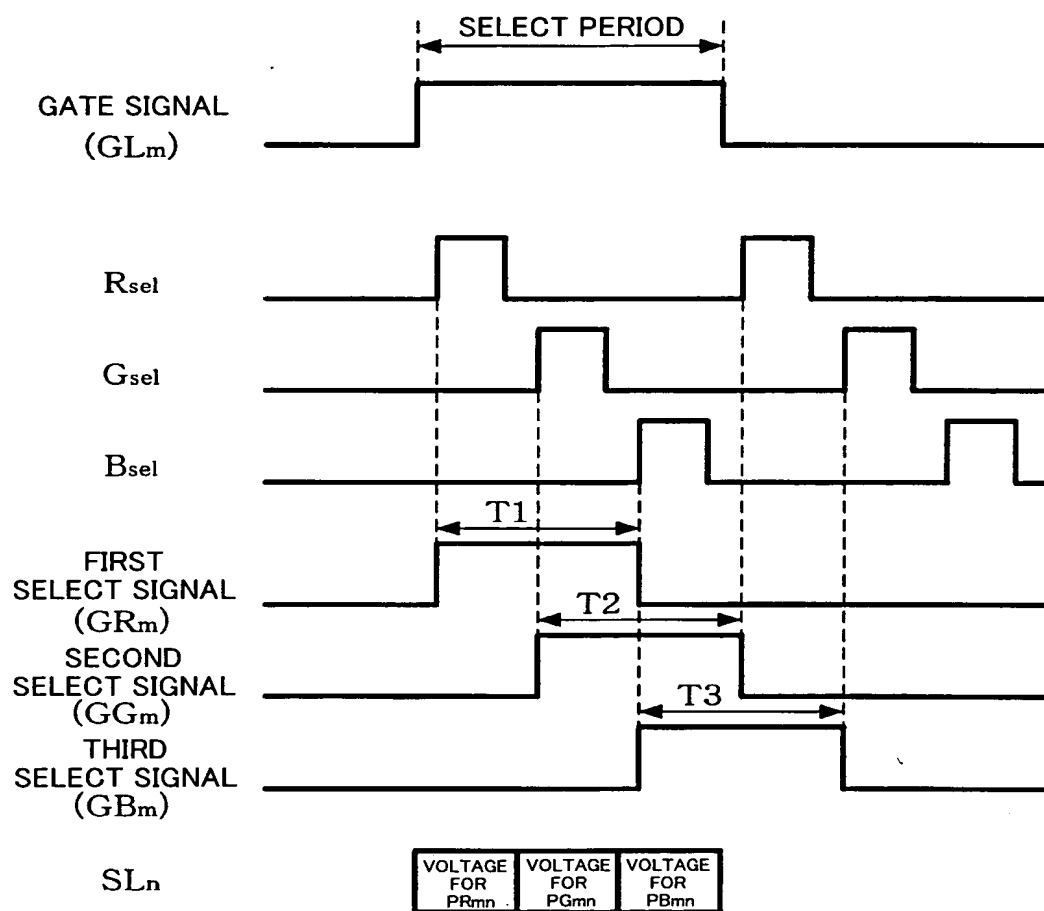 SELECT PERIOD
GATE SIGNAL
(GLm)
Rsel
Gsel
Bsel
T1
FIRST
SELECT SIGNAL
(GRm)
T2
SECOND
SELECT SIGNAL
(GGm)
T3
THIRD
SELECT SIGNAL
(GBm)
SLn
VOLTAGE
FOR
PRmn
VOLTAGE
FOR
PGmn
VOLTAGE
FOR
PBmn